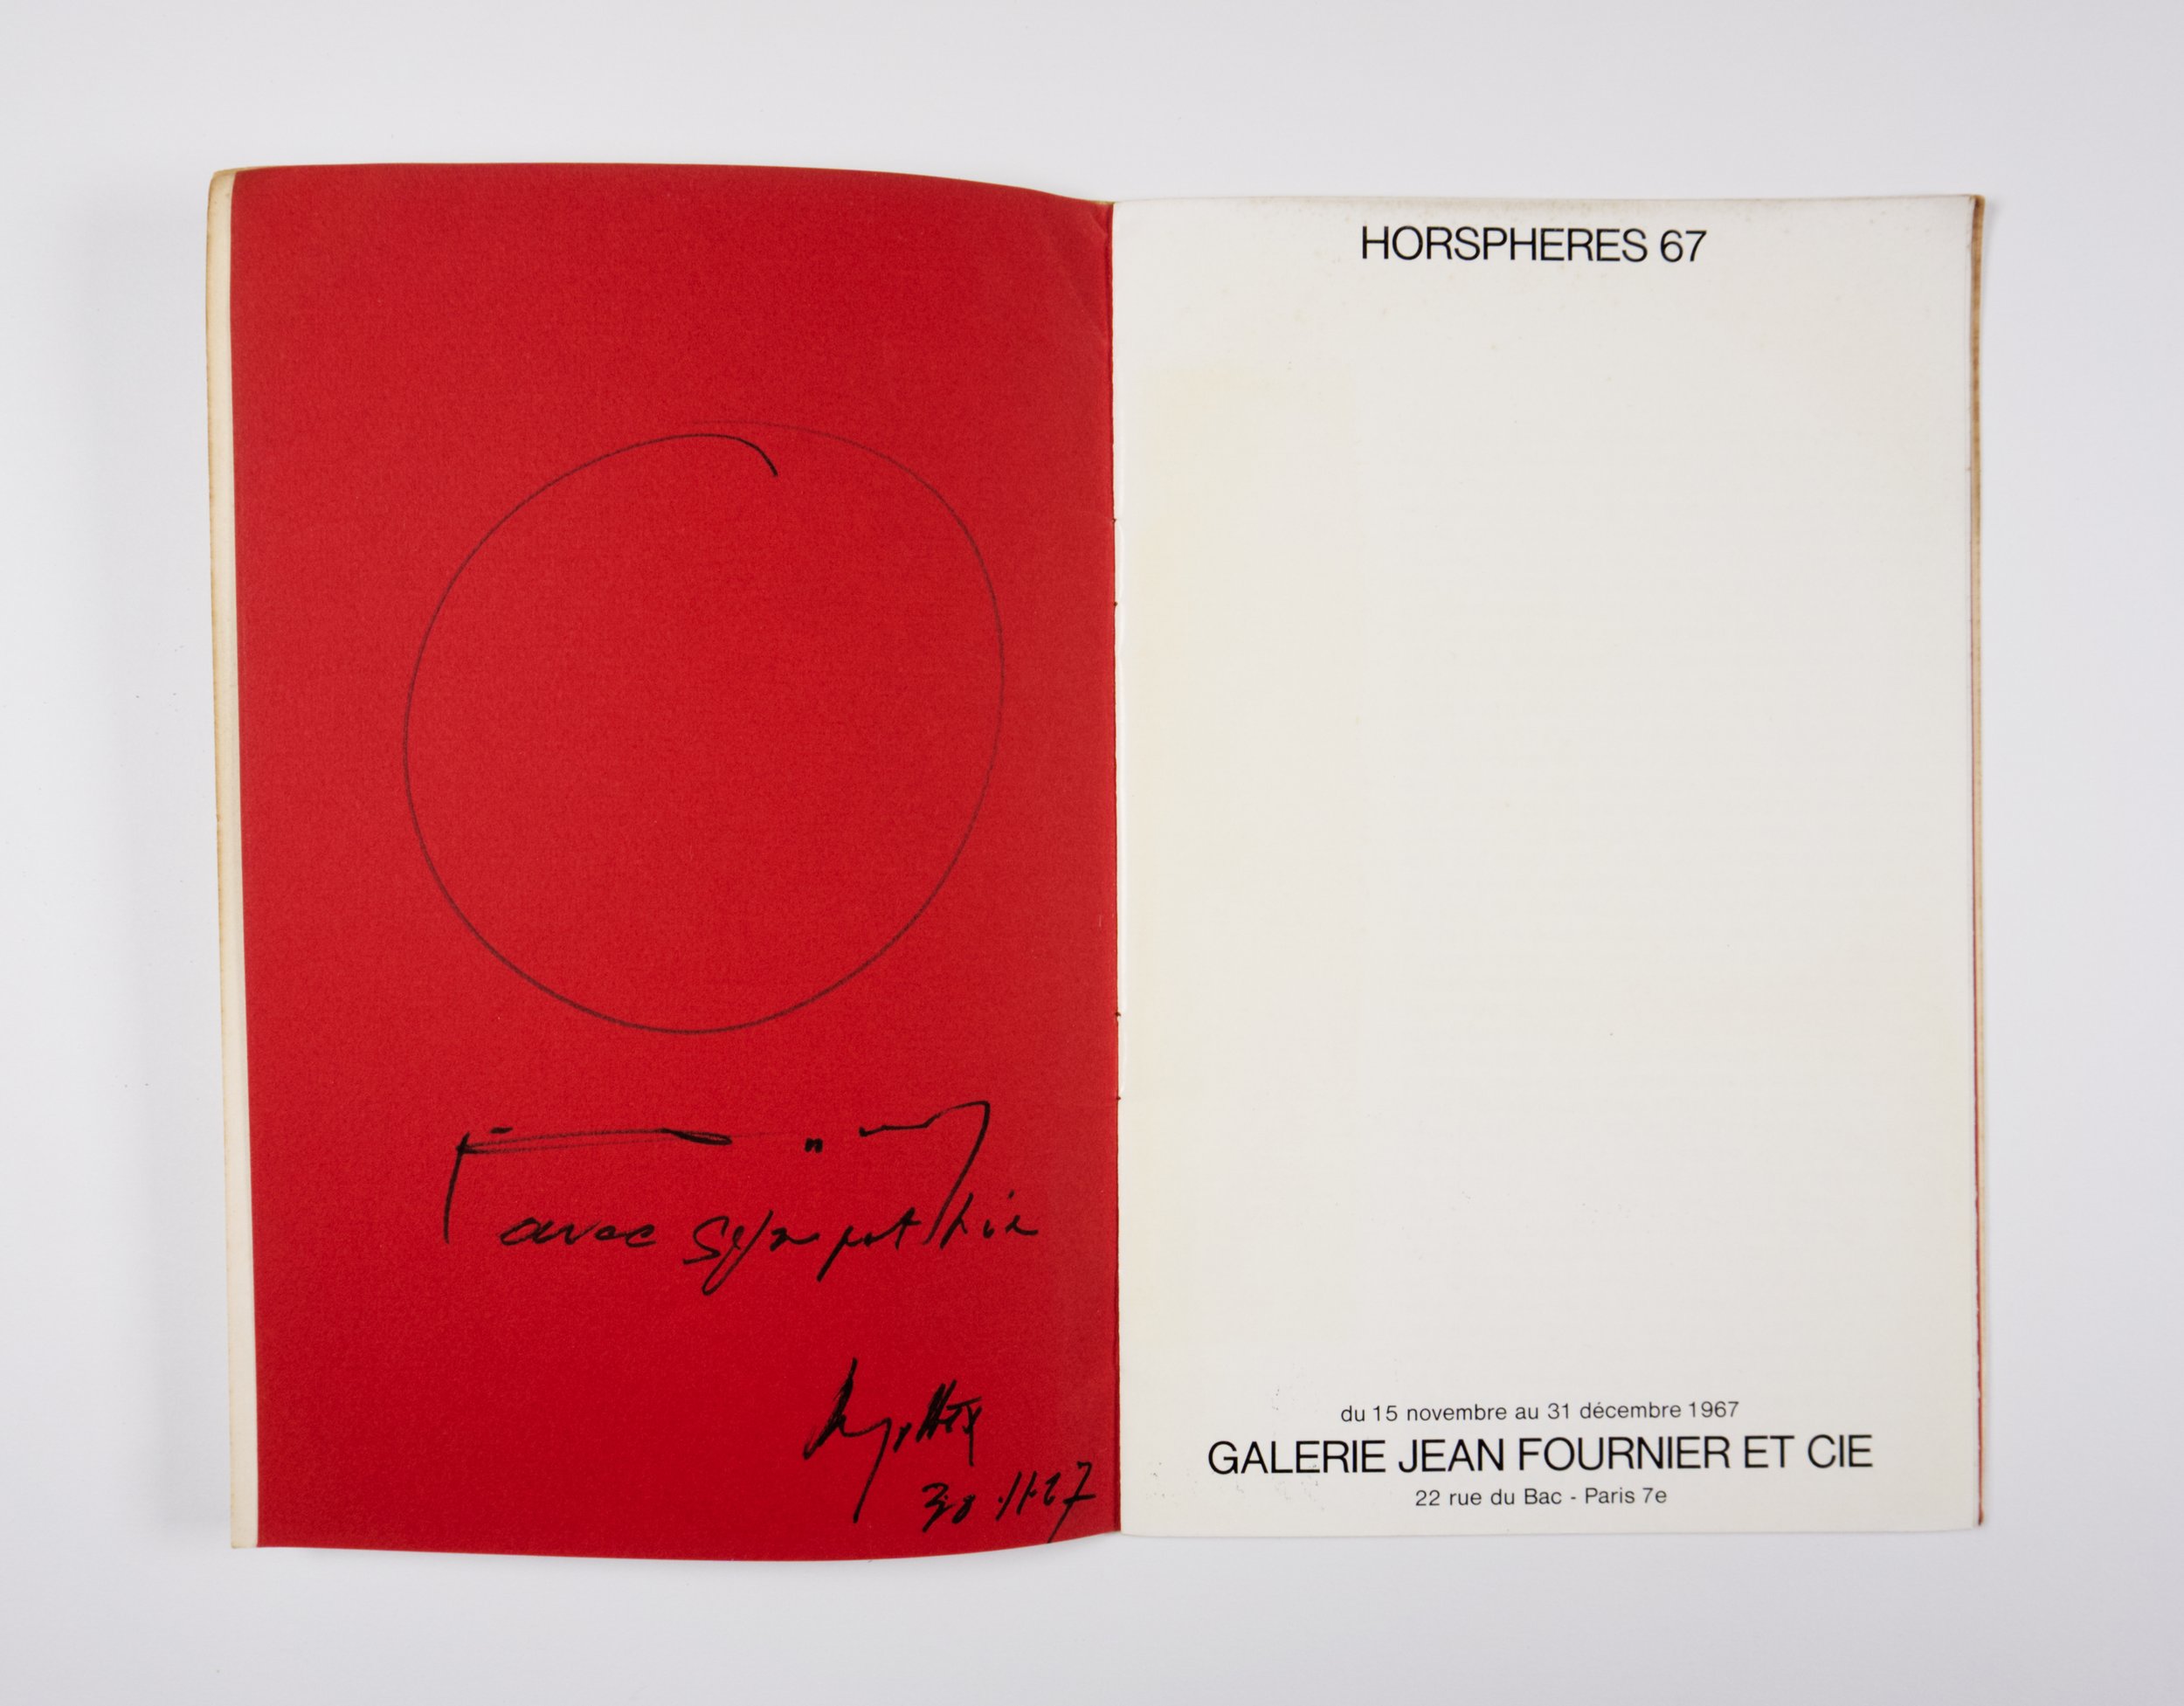 avec sympathie
Degottex
30.11.67
HORSPHERES 67
du 15 novembre au 31 décembre 1967
GALERIE JEAN FOURNIER ET CIE
22 rue du Bac - Paris 7e